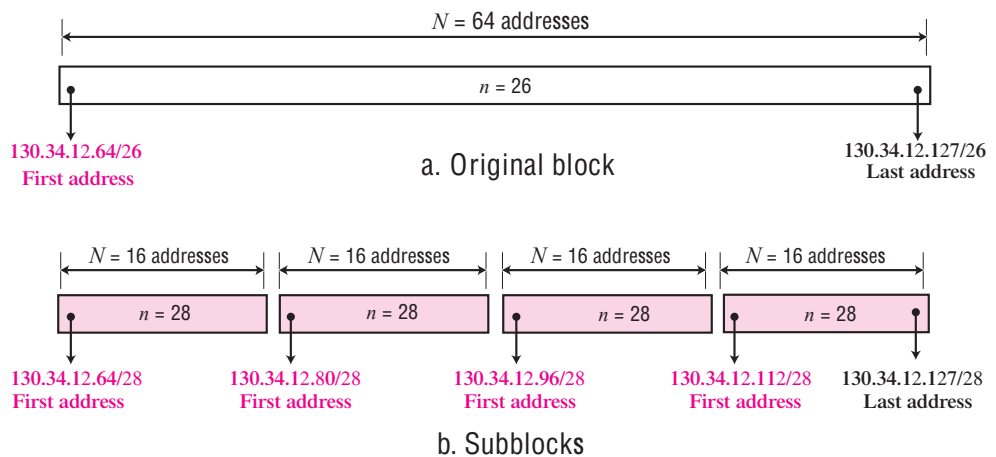 N = 64 addresses
n = 26
130.34.12.64/26
First address
a. Original block
130.34.12.127/26
Last address
N = 16 addresses N = 16 addresses N = 16 addresses N = 16 addresses
n = 28 n = 28 n = 28 n = 28
130.34.12.64/28 130.34.12.80/28 130.34.12.96/28 130.34.12.112/28 130.34.12.127/28
First address First address First address First address Last address
b. Subblocks